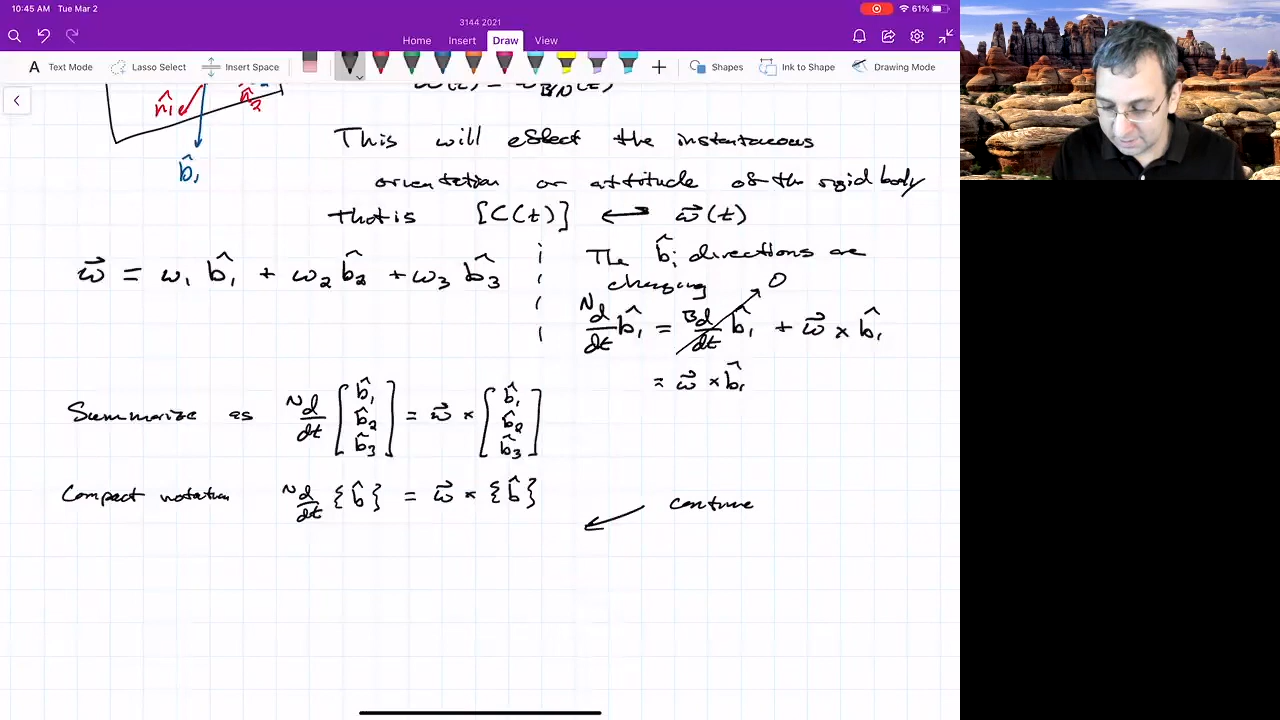 10:45 AM Tue Mar 2
61%
3144 2021
Home Insert Draw View
Text Mode Lasso Select Insert Space Shapes Ink to Shape Drawing Mode
n̂₁
b̂₁
This will effect the instantaeous
orientation or attitude of the rigid body
That is [C(t)] ↔ ω⃗(t)
ω⃗ = ω₁ b̂₁ + ω₂ b̂₂ + ω₃ b̂₃
The b̂ᵢ directions are
changing
ᴺd/dt b̂₁ = ᴮd/dt b̂₁ + ω⃗ × b̂₁
0
= ω⃗ × b̂₁
Summarize as ᴺd/dt [b̂₁ b̂₂ b̂₃] = ω⃗ × [b̂₁ b̂₂ b̂₃]
Compact notation ᴺd/dt {b̂} = ω⃗ × {b̂}
continue